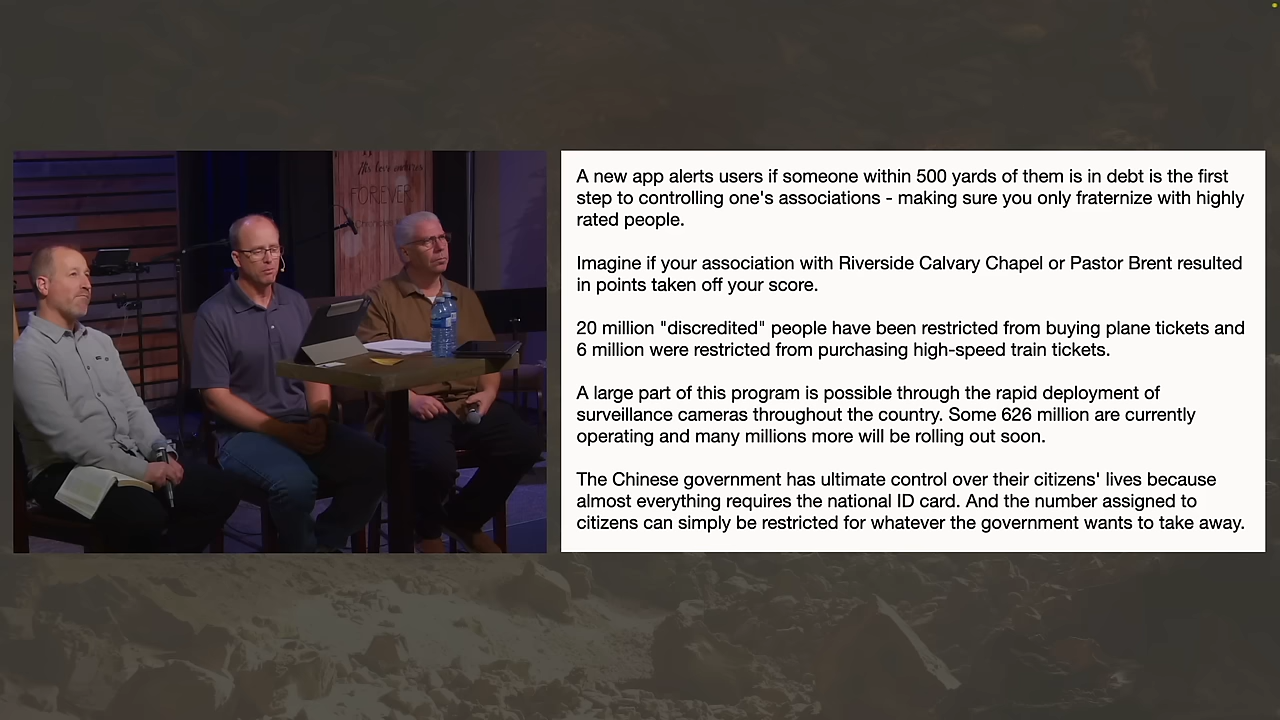 His love endures
FOREVER
A new app alerts users if someone within 500 yards of them is in debt is the first
step to controlling one's associations - making sure you only fraternize with highly
rated people.
Imagine if your association with Riverside Calvary Chapel or Pastor Brent resulted
in points taken off your score.
20 million "discredited" people have been restricted from buying plane tickets and
6 million were restricted from purchasing high-speed train tickets.
A large part of this program is possible through the rapid deployment of
surveillance cameras throughout the country. Some 626 million are currently
operating and many millions more will be rolling out soon.
The Chinese government has ultimate control over their citizens' lives because
almost everything requires the national ID card. And the number assigned to
citizens can simply be restricted for whatever the government wants to take away.